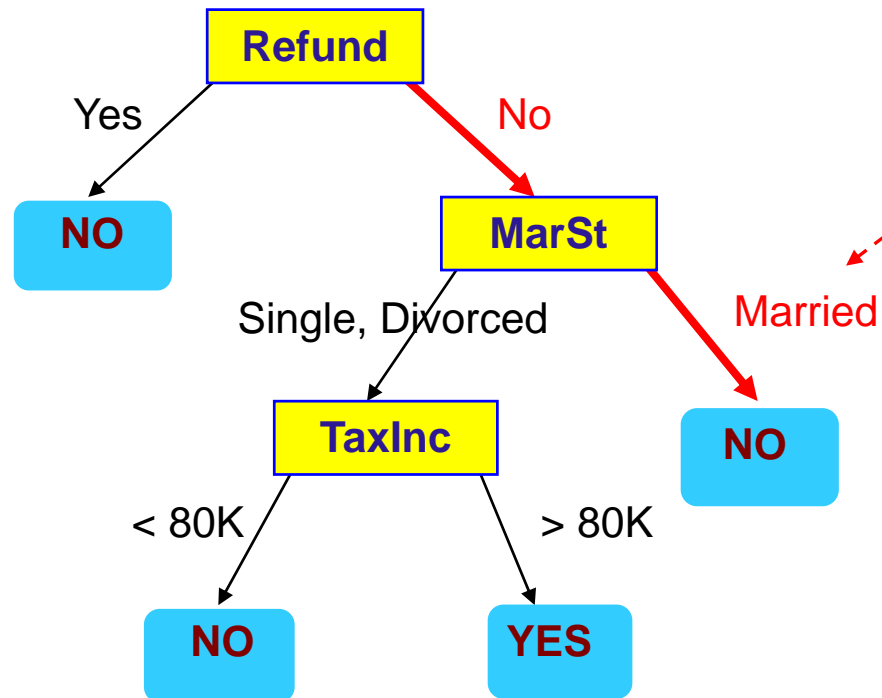 Refund
Yes
No
NO
MarSt
Single, Divorced
Married
TaxInc
NO
< 80K
> 80K
NO
YES